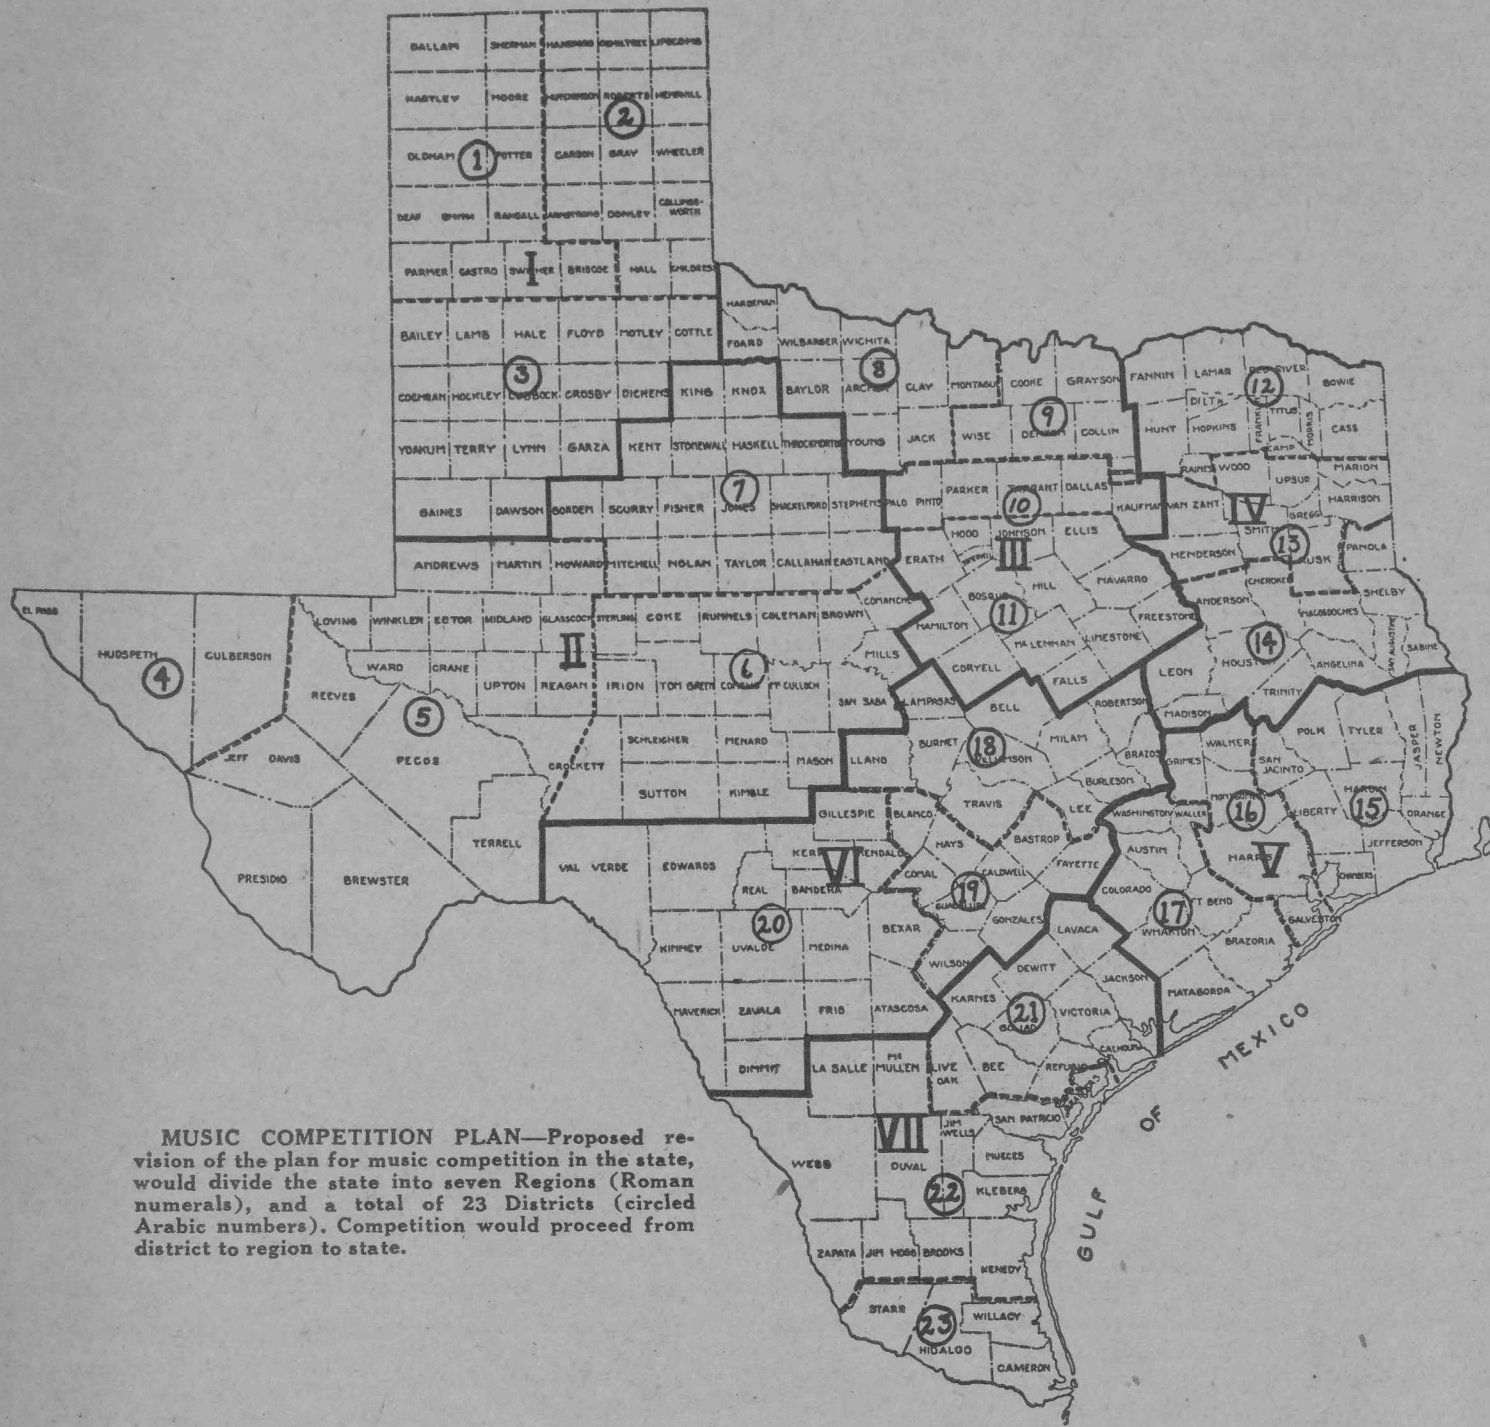 DALLAM SHERMAN HANSFORD OCHILTREE LIPSCOMB
HARTLEY MOORE HUTCHINSON ROBERTS HEMPHILL
2
OLDHAM 1 POTTER CARSON GRAY WHEELER
DEAF SMITH RANDALL ARMSTRONG DONLEY COLLINGS-
WORTH
PARMER CASTRO SWISHER BRISCOE HALL CHILDRESS
I
HARDEMAN
BAILEY LAMB HALE FLOYD MOTLEY COTTLE FOARD WILBARGER WICHITA
3 8 12
COCHRAN HOCKLEY LUBBOCK CROSBY DICKENS KING KNOX BAYLOR ARCHER CLAY MONTAGU COOKE GRAYSON FANNIN LAMAR RED RIVER BOWIE
DELTA FRANKLIN TITUS MORRIS
YOAKUM TERRY LYNN GARZA KENT STONEWALL HASKELL THROCKMORTON YOUNG JACK WISE DENTON COLLIN HUNT HOPKINS CAMP CASS
9
7
GAINES DAWSON BORDEN SCURRY FISHER JONES SHACKELFORD STEPHENS PALO PINTO PARKER TARRANT DALLAS KAUFMAN VAN ZANT RAINS WOOD UPSUR MARION
10 IV GREGG HARRISON
ANDREWS MARTIN HOWARD MITCHELL NOLAN TAYLOR CALLAHAN EASTLAND ERATH HOOD JOHNSON ELLIS HENDERSON SMITH 13 RUSK PANOLA
III
EL PASO HUDSPETH CULBERSON LOVING WINKLER ECTOR MIDLAND GLASSCOCK STERLING COKE RUNNELS COLEMAN BROWN COMANCHE HAMILTON BOSQUE HILL NAVARRO FREESTONE ANDERSON CHEROKEE NACOGDOCHES SHELBY
4 II 6 11 14
REEVES WARD CRANE UPTON REAGAN IRION TOM GREEN CONCHO MCCULLOCH MILLS CORYELL MCLENNAN LIMESTONE FALLS LEON HOUSTON ANGELINA SAN AUGUSTINE SABINE
5
JEFF DAVIS PECOS CROCKETT SCHLEICHER MENARD SAN SABA LAMPASAS BELL ROBERTSON MADISON TRINITY
MASON LLANO BURNET 18 WILLIAMSON MILAM BRAZOS GRIMES WALKER SAN JACINTO POLK TYLER JASPER NEWTON
SUTTON KIMBLE BURLESON
TERRELL GILLESPIE BLANCO TRAVIS LEE WASHINGTON WALLER MONTGOMERY 16 LIBERTY HARDIN 15 ORANGE
PRESIDIO BREWSTER VAL VERDE EDWARDS KERR KENDALL HAYS BASTROP FAYETTE AUSTIN HARRIS V JEFFERSON
REAL BANDERA VI COMAL CALDWELL COLORADO CHAMBERS
20 19 GUADALUPE 17 FT BEND GALVESTON
KINNEY UVALDE MEDINA BEXAR GONZALES LAVACA WHARTON BRAZORIA
WILSON DEWITT JACKSON
MAVERICK ZAVALA FRIO ATASCOSA KARNES 21 VICTORIA MATAGORDA
GOLIAD
DIMMIT LA SALLE MC MULLEN LIVE OAK BEE REFUGIO CALHOUN
GULF OF MEXICO
VII JIM WELLS SAN PATRICIO
WEBB DUVAL NUECES
22 KLEBERG
ZAPATA JIM HOGG BROOKS KENEDY
STARR 23 WILLACY
HIDALGO
CAMERON
MUSIC COMPETITION PLAN—Proposed re-
vision of the plan for music competition in the state,
would divide the state into seven Regions (Roman
numerals), and a total of 23 Districts (circled
Arabic numbers). Competition would proceed from
district to region to state.